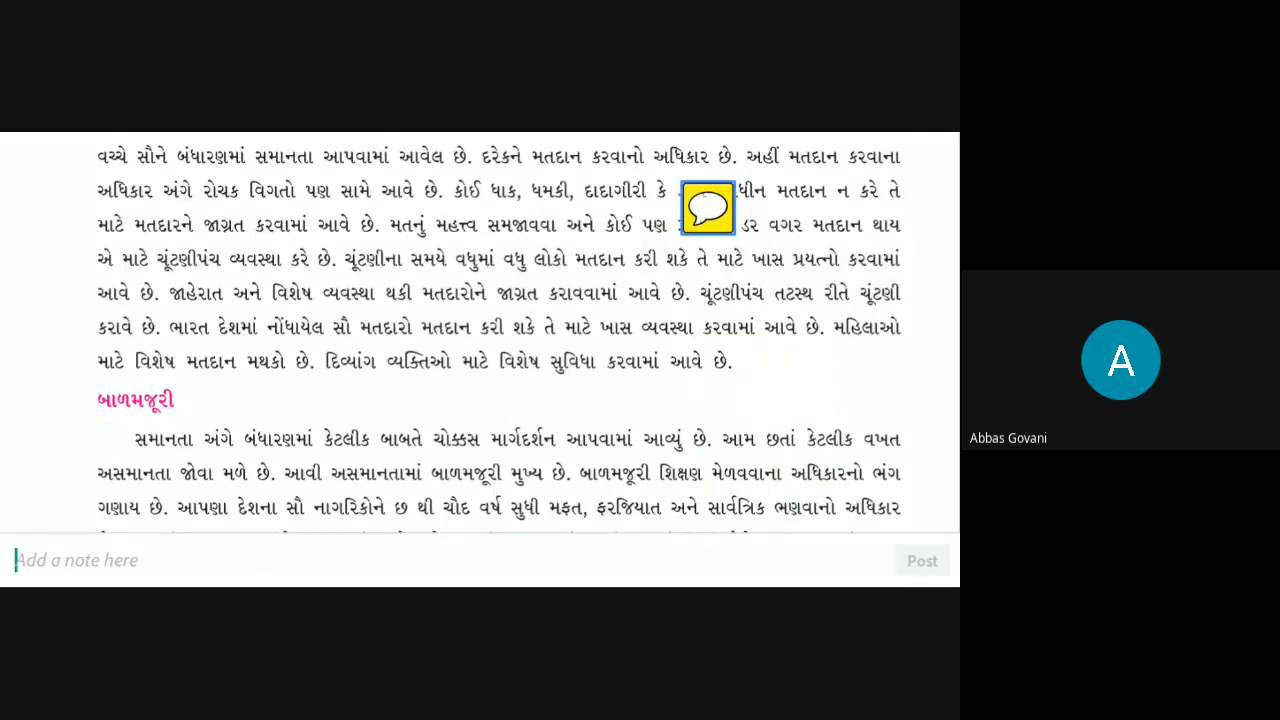 વચ્ચે સૌને બંધારણમાં સમાનતા આપવામાં આવેલ છે. દરેકને મતદાન કરવાનો અધિકાર છે. અહીં મતદાન કરવાના
અધિકાર અંગે રોચક વિગતો પણ સામે આવે છે. કોઈ ધાક, ધમકી, દાદાગીરી કે ધીન મતદાન ન કરે તે
માટે મતદારને જાગ્રત કરવામાં આવે છે. મતનું મહત્ત્વ સમજાવવા અને કોઈ પણ ડર વગર મતદાન થાય
એ માટે ચૂંટણીપંચ વ્યવસ્થા કરે છે. ચૂંટણીના સમયે વધુમાં વધુ લોકો મતદાન કરી શકે તે માટે ખાસ પ્રયત્નો કરવામાં
આવે છે. જાહેરાત અને વિશેષ વ્યવસ્થા થકી મતદારોને જાગ્રત કરાવવામાં આવે છે. ચૂંટણીપંચ તટસ્થ રીતે ચૂંટણી
કરાવે છે. ભારત દેશમાં નોંધાયેલ સૌ મતદારો મતદાન કરી શકે તે માટે ખાસ વ્યવસ્થા કરવામાં આવે છે. મહિલાઓ
માટે વિશેષ મતદાન મથકો છે. દિવ્યાંગ વ્યક્તિઓ માટે વિશેષ સુવિધા કરવામાં આવે છે.
બાળમજૂરી
સમાનતા અંગે બંધારણમાં કેટલીક બાબતે ચોક્કસ માર્ગદર્શન આપવામાં આવ્યું છે. આમ છતાં કેટલીક વખત
અસમાનતા જોવા મળે છે. આવી અસમાનતામાં બાળમજૂરી મુખ્ય છે. બાળમજૂરી શિક્ષણ મેળવવાના અધિકારનો ભંગ
ગણાય છે. આપણા દેશના સૌ નાગરિકોને છ થી ચૌદ વર્ષ સુધી મફત, ફરજિયાત અને સાર્વત્રિક ભણવાનો અધિકાર
Add a note here
Post
A
Abbas Govani